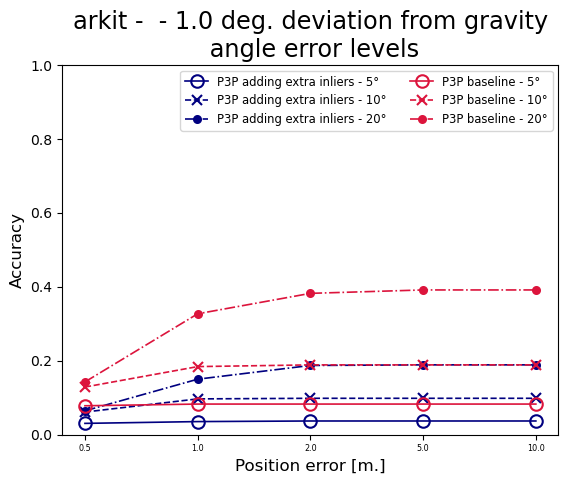 arkit -  - 1.0 deg. deviation from gravity
angle error levels
P3P adding extra inliers - 5°
P3P adding extra inliers - 10°
P3P adding extra inliers - 20°
P3P baseline - 5°
P3P baseline - 10°
P3P baseline - 20°
Accuracy
1.0
0.8
0.6
0.4
0.2
0.0
0.5 1.0 2.0 5.0 10.0
Position error [m.]